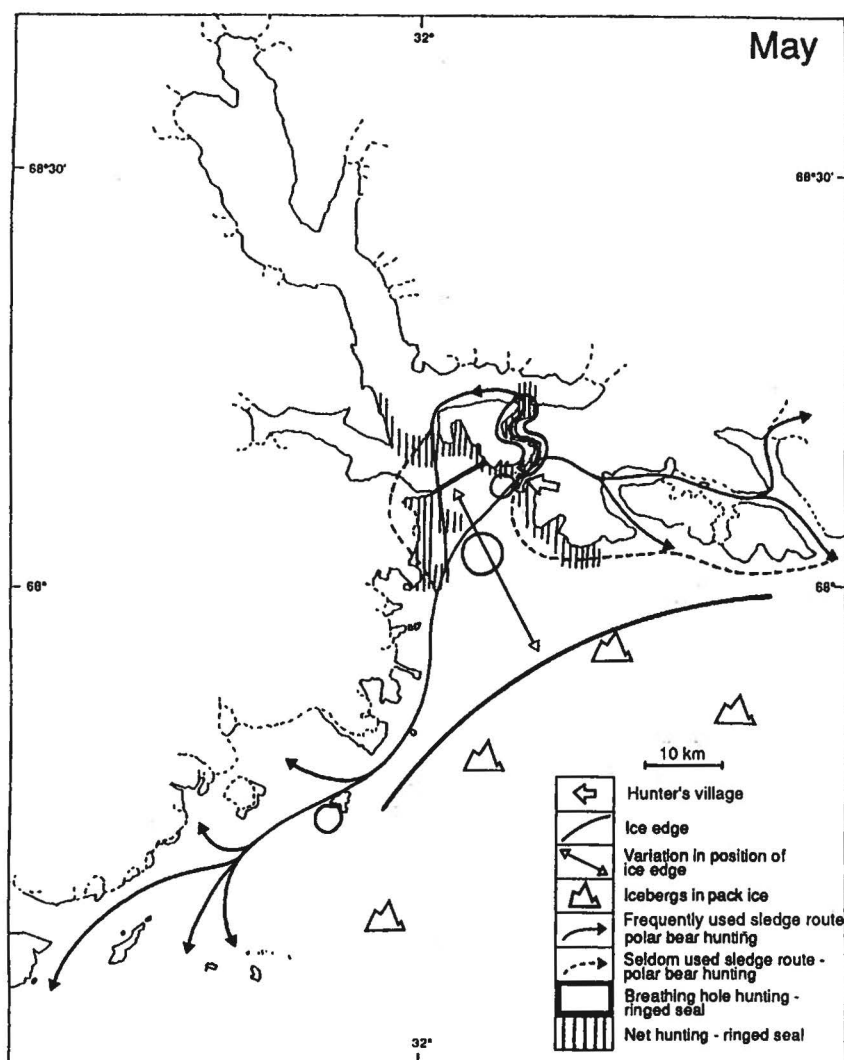 32°
May
68°30'
68°30'
68°
68°
10 km
Hunter's village
Ice edge
Variation in position of
ice edge
Icebergs in pack ice
Frequently used sledge route
polar bear hunting
Seldom used sledge route -
polar bear hunting
Breathing hole hunting -
ringed seal
Net hunting - ringed seal
32°